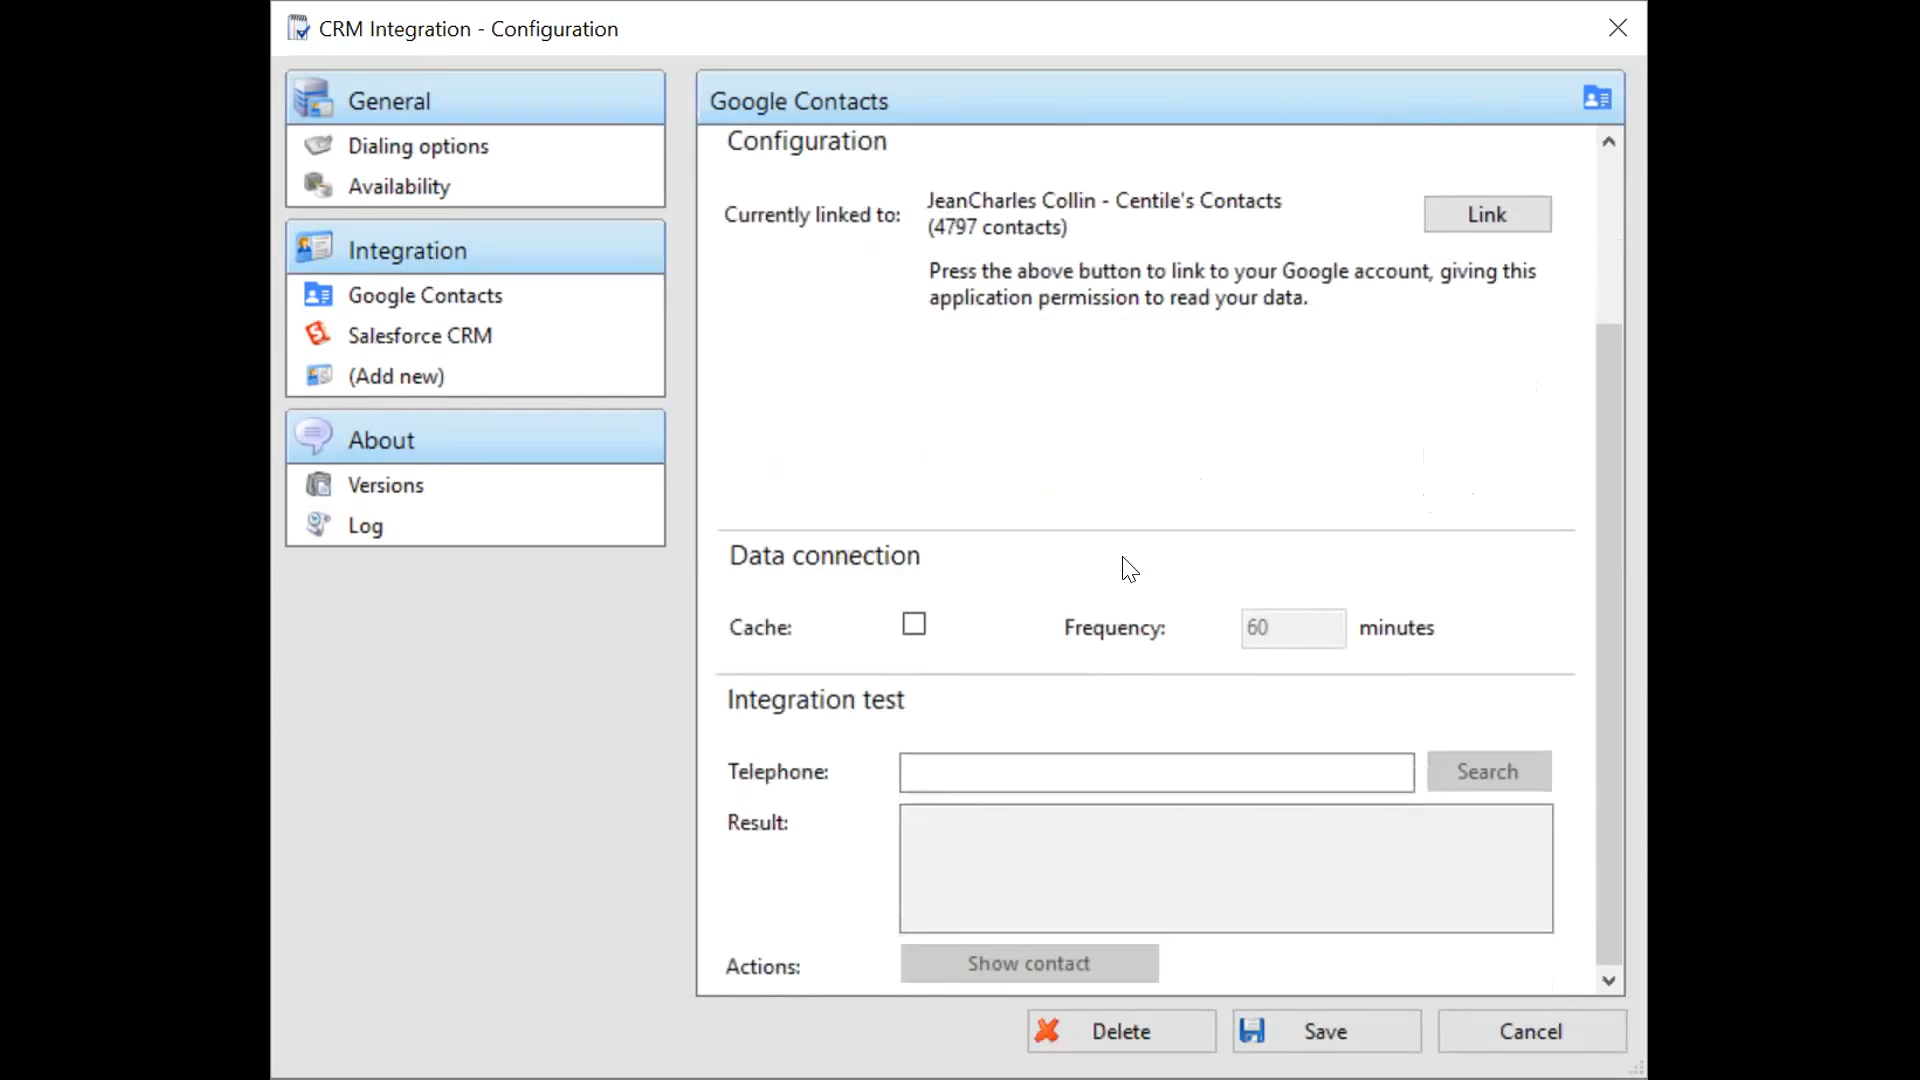 CRM Integration - Configuration
General
Dialing options
Availability
Integration
Google Contacts
Salesforce CRM
(Add new)
About
Versions
Log
Google Contacts
Configuration
Currently linked to:
JeanCharles Collin - Centile's Contacts
(4797 contacts)
Link
Press the above button to link to your Google account, giving this
application permission to read your data.
Data connection
Cache:
Frequency: 60 minutes
Integration test
Telephone:
Search
Result:
Actions:
Show contact
Delete
Save
Cancel